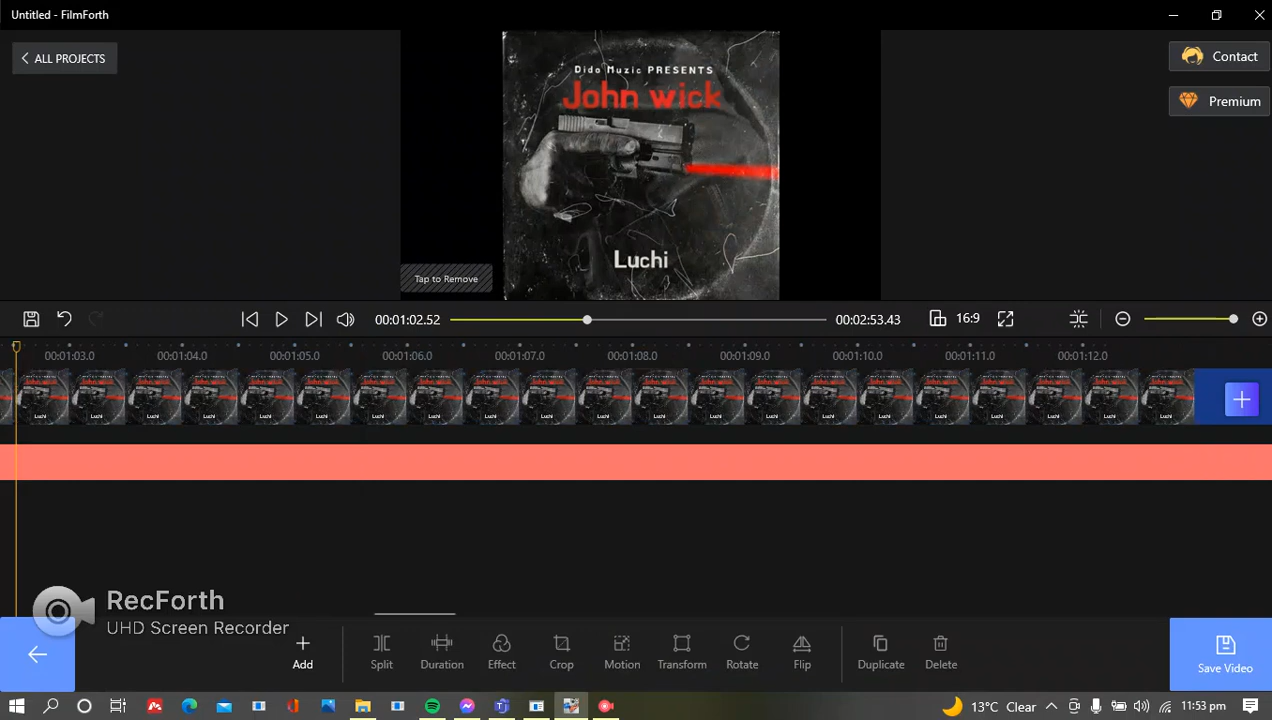 Untitled - FilmForth
ALL PROJECTS
Contact
Premium
Dido Muzic PRESENTS
John wick
Luchi
Tap to Remove
00:01:02.52
00:02:53.43
16:9
00:01:03.0 00:01:04.0 00:01:05.0 00:01:06.0 00:01:07.0 00:01:08.0 00:01:09.0 00:01:10.0 00:01:11.0 00:01:12.0
RecForth
UHD Screen Recorder
Add
Split
Duration
Effect
Crop
Motion
Transform
Rotate
Flip
Duplicate
Delete
Save Video
13°C Clear
11:53 pm